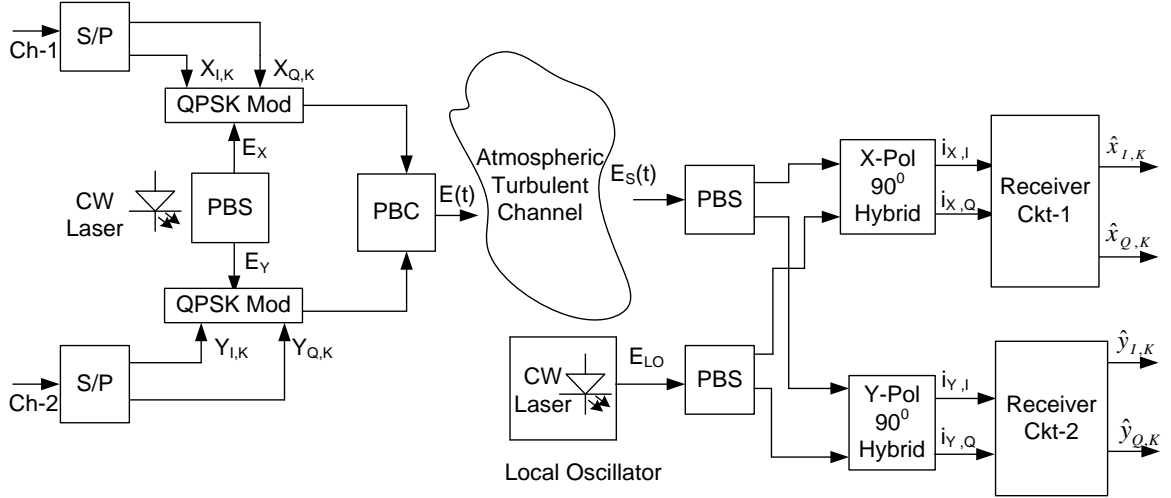 Ch-1
S/P
X_{I,K}
X_{Q,K}
QPSK Mod
E_X
CW
Laser
PBS
E_Y
QPSK Mod
Y_{I,K}
Y_{Q,K}
S/P
Ch-2
PBC
E(t)
Atmospheric
Turbulent
Channel
E_S(t)
PBS
CW
Laser
E_{LO}
Local Oscillator
PBS
X-Pol
90^0
Hybrid
i_{X,I}
i_{X,Q}
Receiver
Ckt-1
x̂_{I,K}
x̂_{Q,K}
Y-Pol
90^0
Hybrid
i_{Y,I}
i_{Y,Q}
Receiver
Ckt-2
ŷ_{I,K}
ŷ_{Q,K}